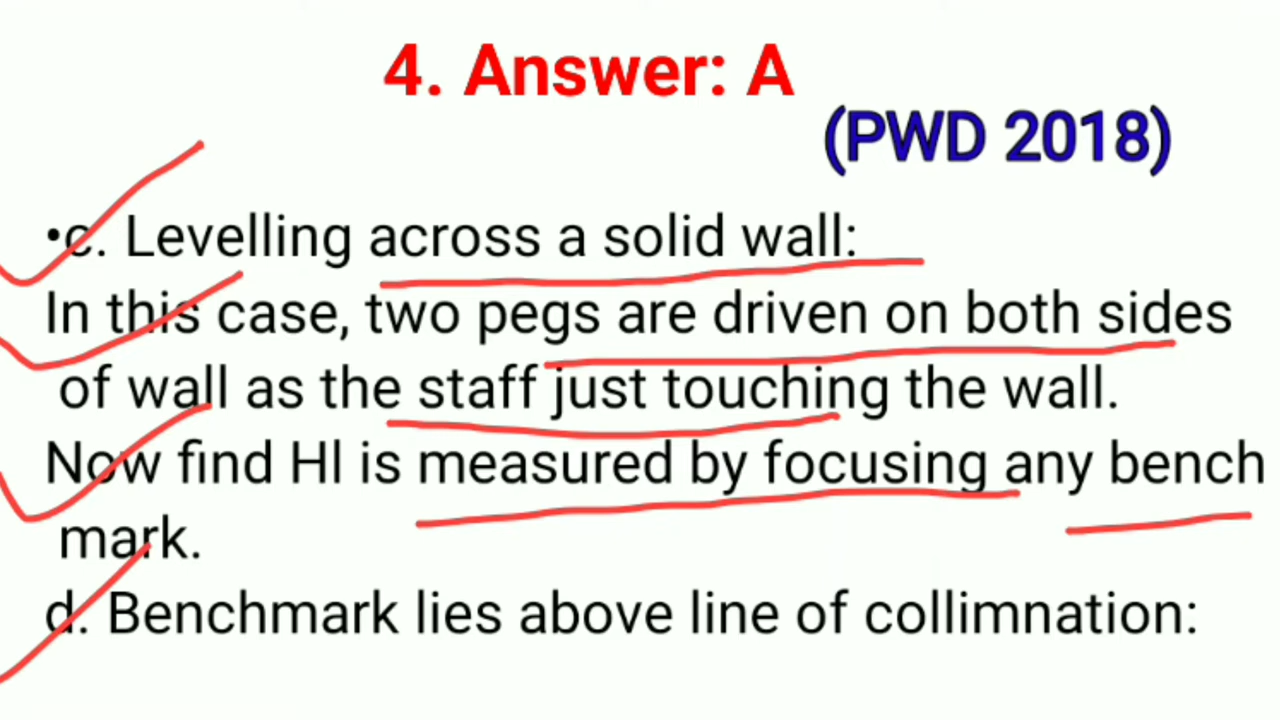 4. Answer: A
(PWD 2018)
•c. Levelling across a solid wall:
In this case, two pegs are driven on both sides
of wall as the staff just touching the wall.
Now find HI is measured by focusing any bench
mark.
d. Benchmark lies above line of collimnation: